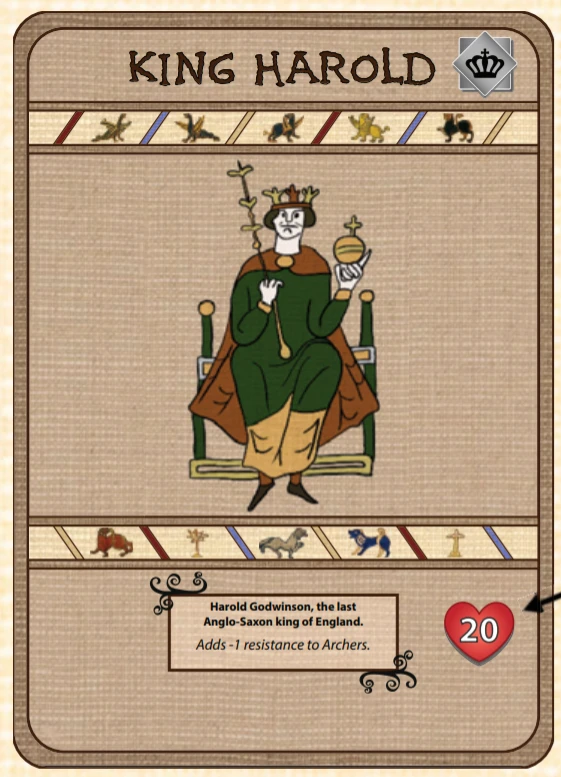 KING HAROLD
Harold Godwinson, the last
Anglo-Saxon king of England.
Adds -1 resistance to Archers.
20